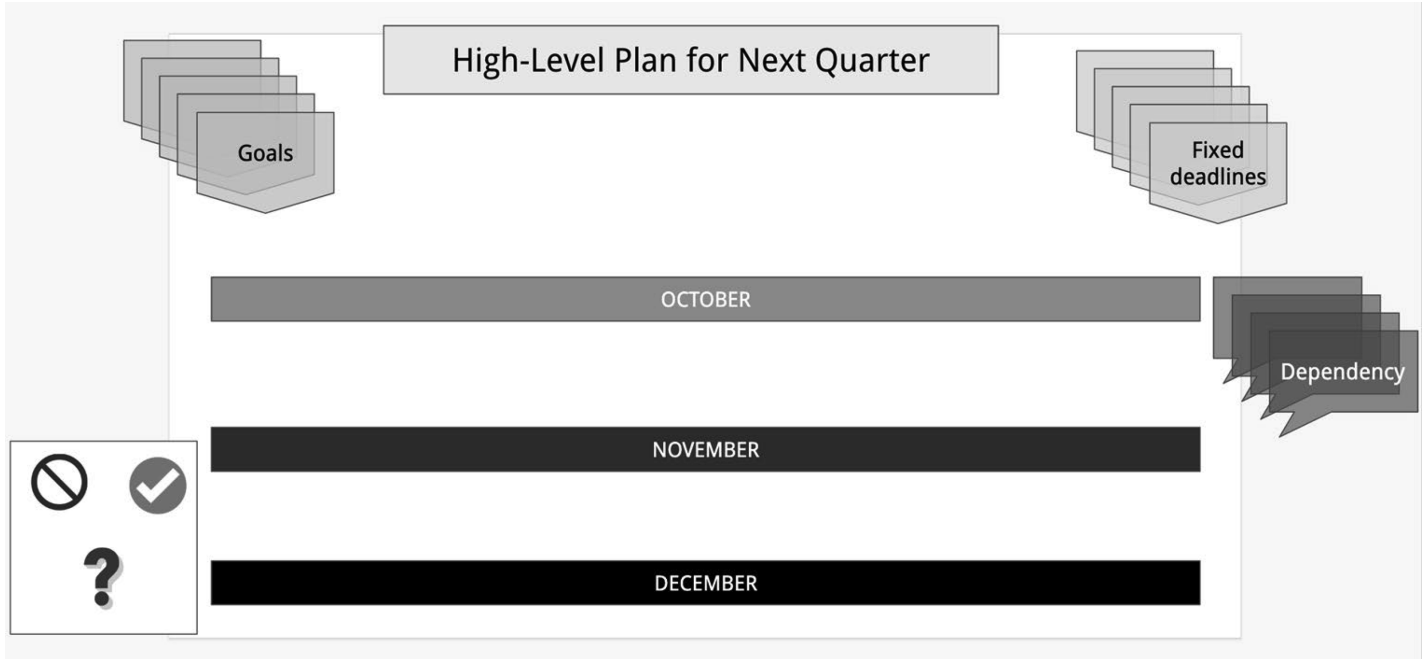 High-Level Plan for Next Quarter
Goals
Fixed
deadlines
OCTOBER
Dependency
NOVEMBER
DECEMBER
?